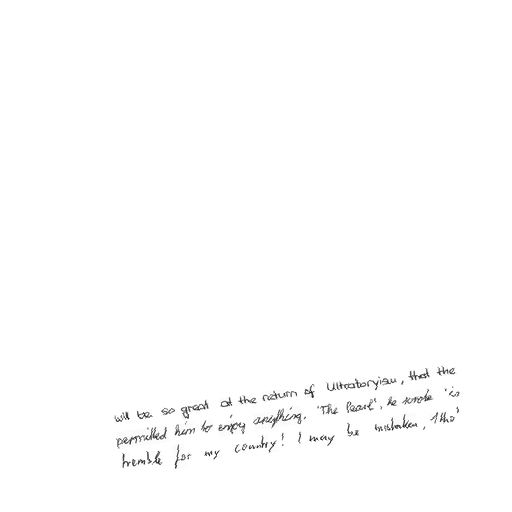 will be so great at the return of Ultratoryism, that the
permitted him to enjoy anything. "The Pearl", he wrote "is
tremble for my country! I may be mistaken, tho'